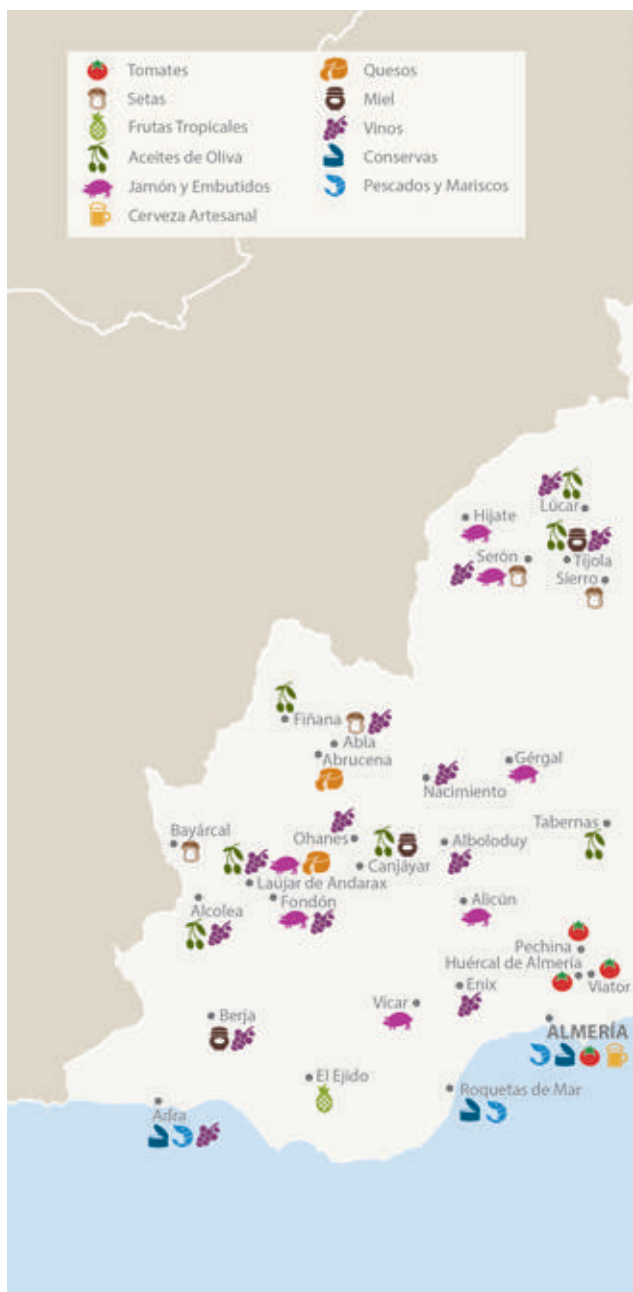 Tomates
Setas
Frutas Tropicales
Aceites de Oliva
Jamón y Embutidos
Cerveza Artesanal
Quesos
Miel
Vinos
Conservas
Pescados y Mariscos
Lúcar
Hijate
Serón
Tíjola
Sierro
Fiñana
Abla
Abrucena
Gérgal
Nacimiento
Tabernas
Bayárcal
Ohanes
Alboloduy
Canjáyar
Laujar de Andarax
Fondón
Alcolea
Alicún
Pechina
Huércal de Almería
Viator
Enix
Vicar
Berja
ALMERÍA
El Ejido
Roquetas de Mar
Adra